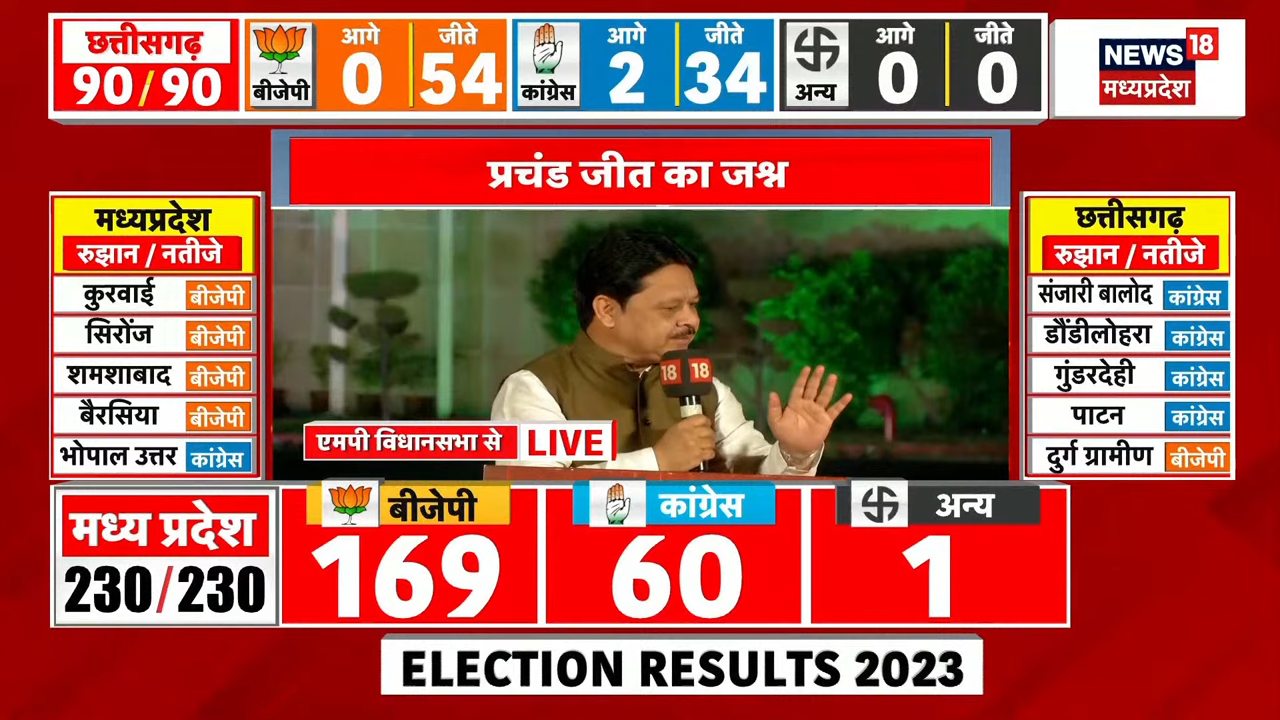 छत्तीसगढ़
90/90
बीजेपी
आगे
0
जीते
54
कांग्रेस
आगे
2
जीते
34
अन्य
आगे
0
जीते
0
NEWS 18
मध्यप्रदेश
प्रचंड जीत का जश्न
मध्यप्रदेश
रुझान / नतीजे
कुरवाई बीजेपी
सिरोंज बीजेपी
शमशाबाद बीजेपी
बैरसिया बीजेपी
भोपाल उत्तर कांग्रेस
18 18
एमपी विधानसभा से LIVE
छत्तीसगढ़
रुझान / नतीजे
संजारी बालोद कांग्रेस
डौंडीलोहरा कांग्रेस
गुंडरदेही कांग्रेस
पाटन कांग्रेस
दुर्ग ग्रामीण बीजेपी
मध्य प्रदेश
230/230
बीजेपी
169
कांग्रेस
60
अन्य
1
ELECTION RESULTS 2023